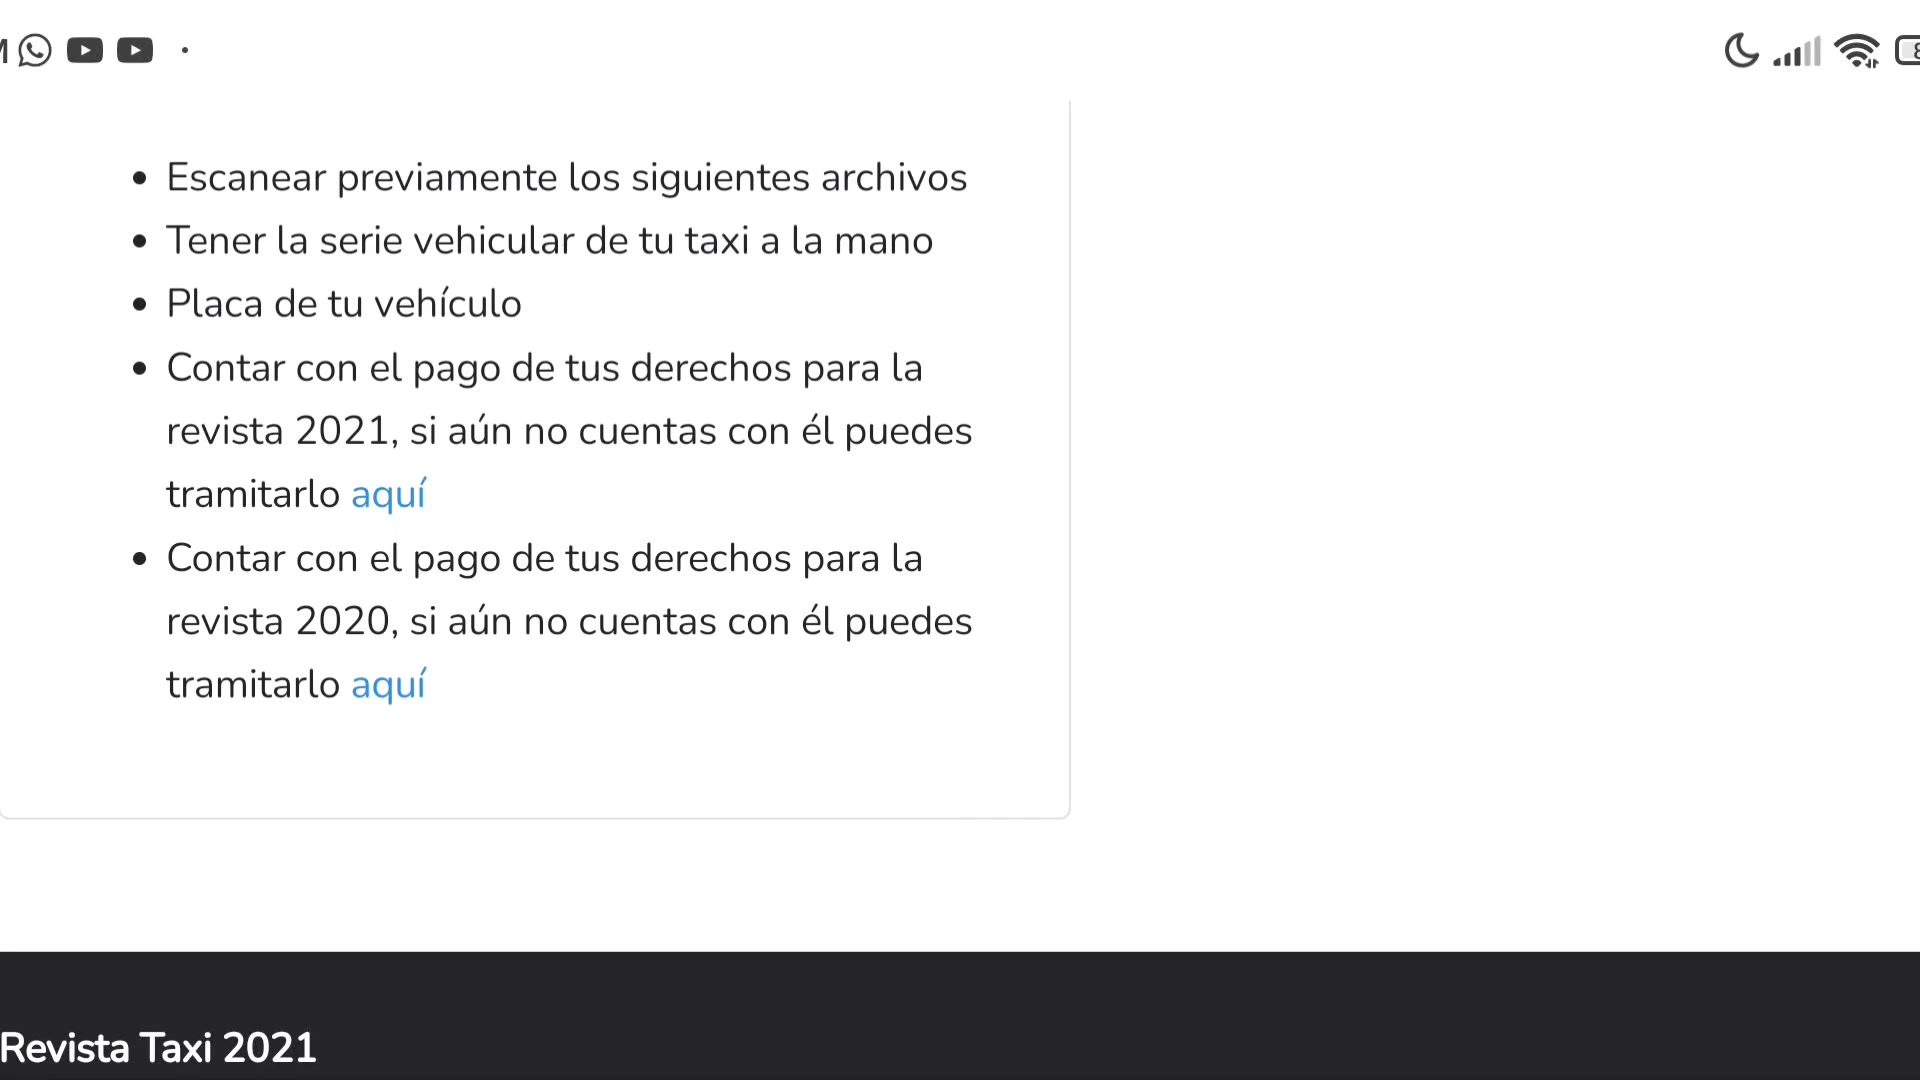 Escanear previamente los siguientes archivos
Tener la serie vehicular de tu taxi a la mano
Placa de tu vehículo
Contar con el pago de tus derechos para la
revista 2021, si aún no cuentas con él puedes
tramitarlo aquí
Contar con el pago de tus derechos para la
revista 2020, si aún no cuentas con él puedes
tramitarlo aquí
Revista Taxi 2021